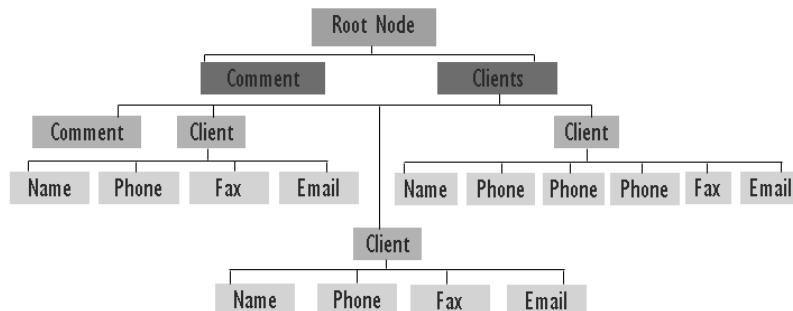 Root Node
Comment Clients
Comment Client Client
Name Phone Fax Email Name Phone Phone Phone Fax Email
Client
Name Phone Fax Email